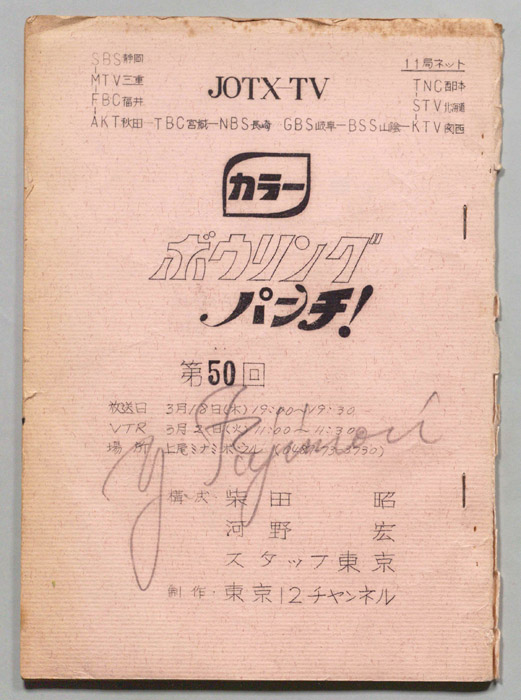 SBS静岡
MTV三重
FBC福井
JOTX-TV
11局ネット
TNC西日本
STV北海道
AKT秋田—TBC宮城—NBS長崎 GBS岐阜—BSS山陰—KTV関西
カラー
ボウリング
パンチ!
第50回
放送日 3月18日(木)19:00〜19:30
VTR 3月2日(火)11:00〜11:30
場所 上尾ミナミボウル
構成・柴田 昭
河野 宏
スタッフ東京
制作・東京12チャンネル